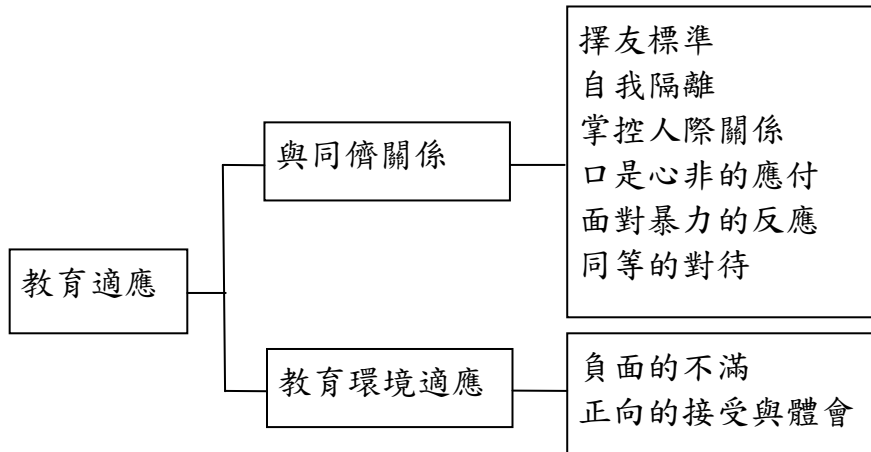 擇友標準
自我隔離
掌控人際關係
口是心非的應付
面對暴力的反應
同等的對待
與同儕關係
教育適應
教育環境適應
負面的不滿
正向的接受與體會